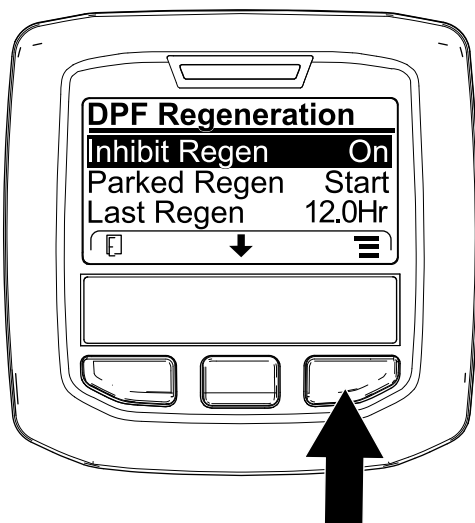 DPF Regeneration
Inhibit Regen On
Parked Regen Start
Last Regen 12.0Hr